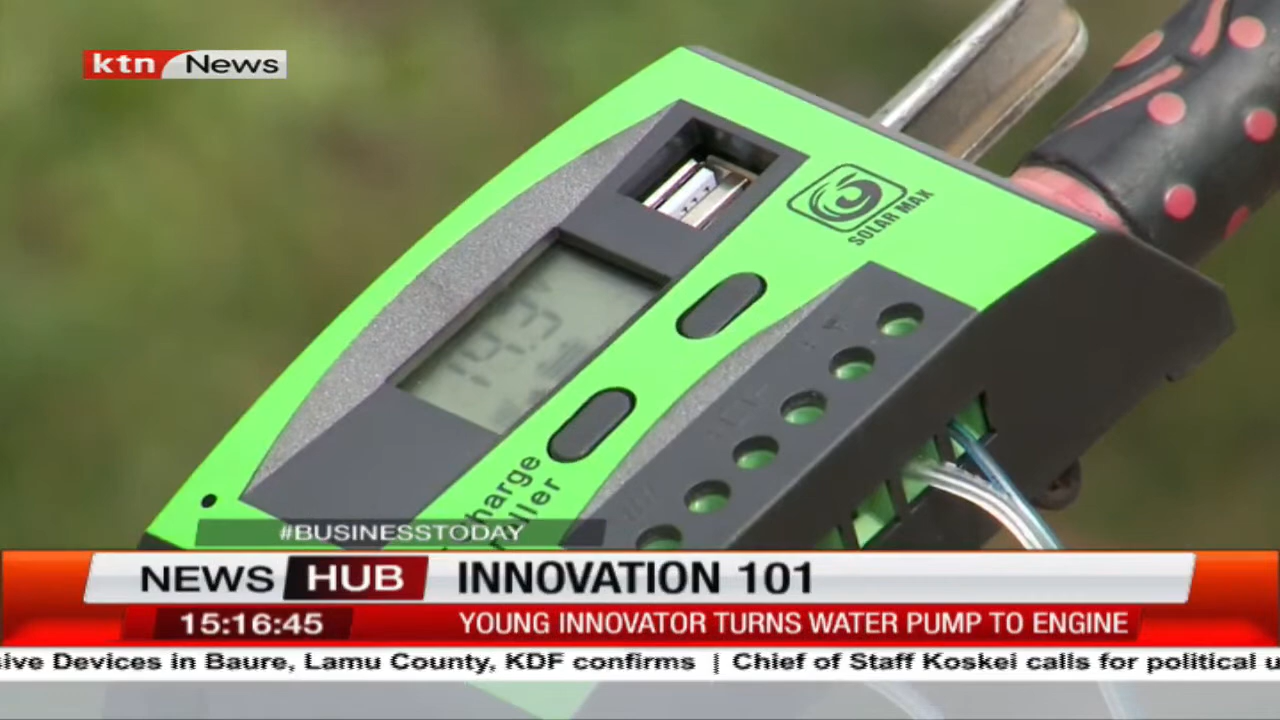 ktn News
SOLAR MAX
harge
ller
#BUSINESSTODAY
NEWS HUB INNOVATION 101
15:16:45 YOUNG INNOVATOR TURNS WATER PUMP TO ENGINE
sive Devices in Baure, Lamu County, KDF confirms | Chief of Staff Koskei calls for political u